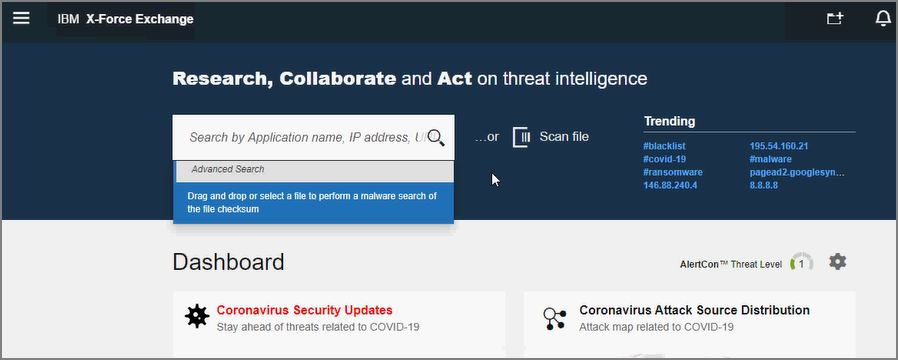 IBM X-Force Exchange
Research, Collaborate and Act on threat intelligence
Search by Application name, IP address, U
...or
Scan file
Advanced Search
Drag and drop or select a file to perform a malware search of
the file checksum
Trending
#blacklist
195.54.160.21
#covid-19
#malware
#ransomware
pagead2.googlesyn...
146.88.240.4
8.8.8.8
Dashboard
AlertCon™ Threat Level
1
Coronavirus Security Updates
Stay ahead of threats related to COVID-19
Coronavirus Attack Source Distribution
Attack map related to COVID-19